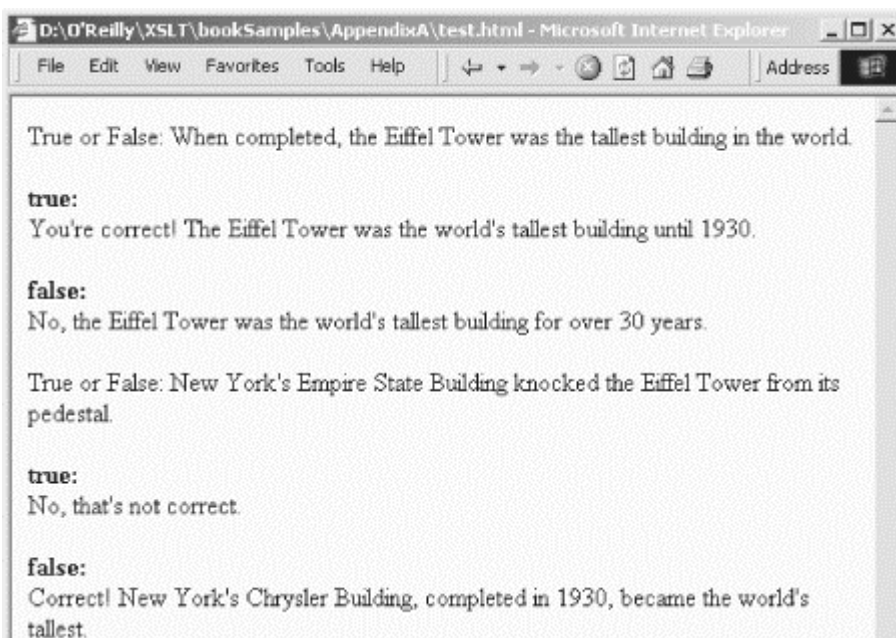 D:\O'Reilly\XSLT\bookSamples\AppendixA\test.html - Microsoft Internet Explorer
File Edit View Favorites Tools Help Address
True or False: When completed, the Eiffel Tower was the tallest building in the world.
true:
You're correct! The Eiffel Tower was the world's tallest building until 1930.
false:
No, the Eiffel Tower was the world's tallest building for over 30 years.
True or False: New York's Empire State Building knocked the Eiffel Tower from its
pedestal.
true:
No, that's not correct.
false:
Correct! New York's Chrysler Building, completed in 1930, became the world's
tallest.